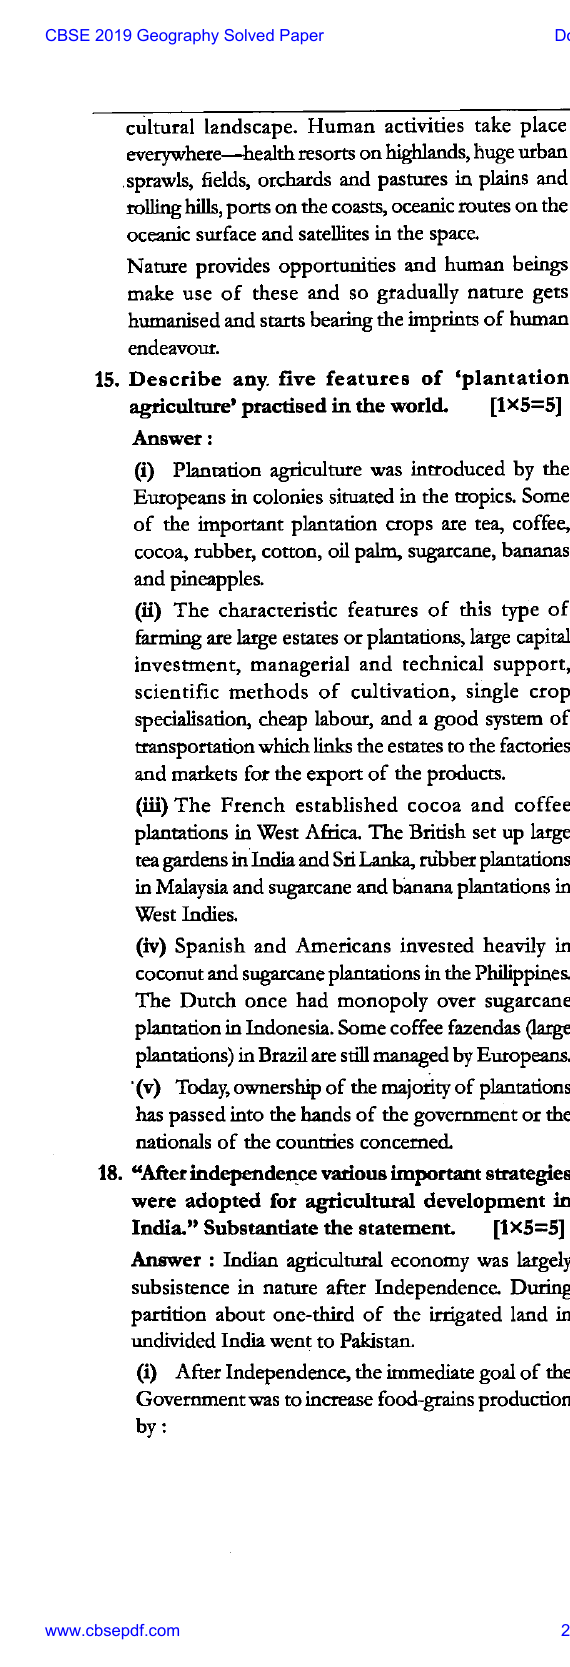 CBSE 2019 Geography Solved Paper
cultural landscape. Human activities take place
everywhere—health resorts on highlands, huge urban
sprawls, fields, orchards and pastures in plains and
rolling hills, ports on the coasts, oceanic routes on the
oceanic surface and satellites in the space.
Nature provides opportunities and human beings
make use of these and so gradually nature gets
humanised and starts bearing the imprints of human
endeavour.
15. Describe any five features of ‘plantation
agriculture’ practised in the world. [1×5=5]
Answer :
(i) Plantation agriculture was introduced by the
Europeans in colonies situated in the tropics. Some
of the important plantation crops are tea, coffee,
cocoa, rubber, cotton, oil palm, sugarcane, bananas
and pineapples.
(ii) The characteristic features of this type of
farming are large estates or plantations, large capital
investment, managerial and technical support,
scientific methods of cultivation, single crop
specialisation, cheap labour, and a good system of
transportation which links the estates to the factories
and markets for the export of the products.
(iii) The French established cocoa and coffee
plantations in West Africa. The British set up large
tea gardens in India and Sri Lanka, rubber plantations
in Malaysia and sugarcane and banana plantations in
West Indies.
(iv) Spanish and Americans invested heavily in
coconut and sugarcane plantations in the Philippines.
The Dutch once had monopoly over sugarcane
plantation in Indonesia. Some coffee fazendas (large
plantations) in Brazil are still managed by Europeans.
(v) Today, ownership of the majority of plantations
has passed into the hands of the government or the
nationals of the countries concerned.
18. “After independence various important strategies
were adopted for agricultural development in
India.” Substantiate the statement. [1×5=5]
Answer : Indian agricultural economy was largely
subsistence in nature after Independence. During
partition about one-third of the irrigated land in
undivided India went to Pakistan.
(i) After Independence, the immediate goal of the
Government was to increase food-grains production
by :
www.cbsepdf.com 2